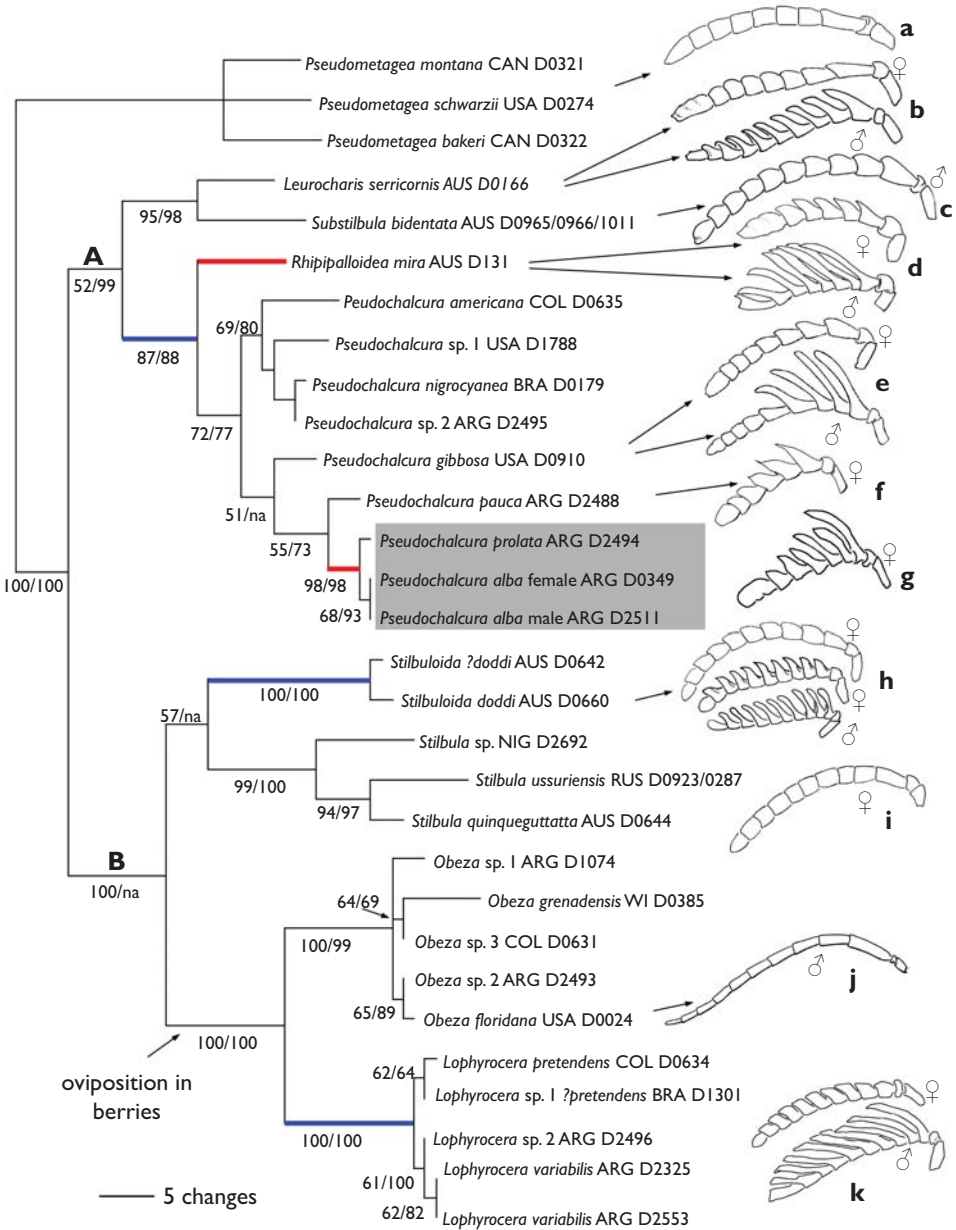 a
Pseudometagea montana CAN D0321
♀
Pseudometagea schwarzii USA D0274
b
Pseudometagea bakeri CAN D0322
♂
Leurocharis serricornis AUS D0166
♂
95/98
c
Substilbula bidentata AUS D0965/0966/1011
♀
A
Rhipipalloidea mira AUS D131
d
52/99
♂
Peudochalcura americana COL D0635
69/80
♀
Pseudochalcura sp. 1 USA D1788
87/88
e
Pseudochalcura nigrocyanea BRA D0179
Pseudochalcura sp. 2 ARG D2495
♂
72/77
Pseudochalcura gibbosa USA D0910
♀
f
Pseudochalcura pauca ARG D2488
51/na
Pseudochalcura prolata ARG D2494
55/73
♀
g
98/98
Pseudochalcura alba female ARG D0349
100/100
68/93
Pseudochalcura alba male ARG D2511
♀
Stilbuloida ?doddi AUS D0642
h
100/100
♀
Stilbuloida doddi AUS D0660
57/na
♂
Stilbula sp. NIG D2692
99/100
Stilbula ussuriensis RUS D0923/0287
♀
94/97
i
Stilbula quinqueguttatta AUS D0644
B
100/na
Obeza sp. 1 ARG D1074
64/69
Obeza grenadensis WI D0385
100/99
Obeza sp. 3 COL D0631
♂
Obeza sp. 2 ARG D2493
j
65/89
Obeza floridana USA D0024
100/100
oviposition in
berries
Lophyrocera pretendens COL D0634
62/64
Lophyrocera sp. 1 ?pretendens BRA D1301
♀
100/100
Lophyrocera sp. 2 ARG D2496
♂
Lophyrocera variabilis ARG D2325
61/100
k
5 changes
62/82
Lophyrocera variabilis ARG D2553